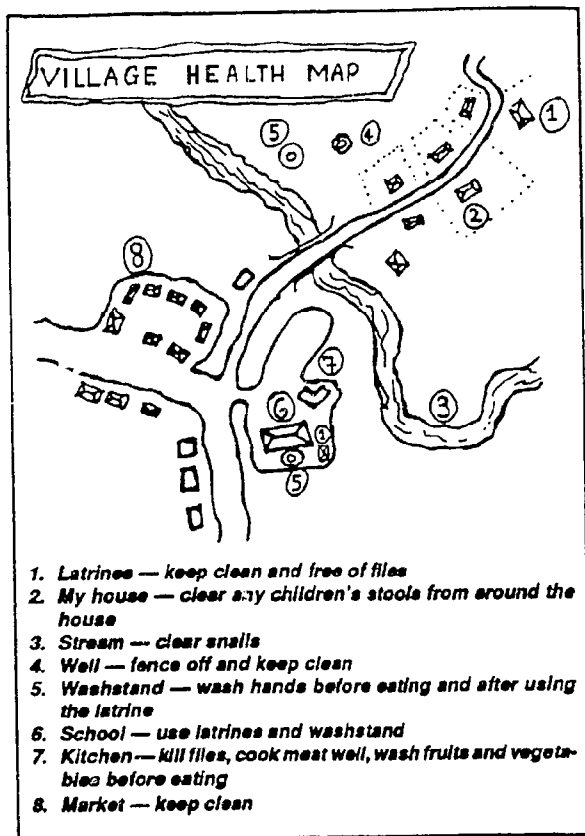 VILLAGE HEALTH MAP
1
5
4
2
8
7
3
6
1
5
1. Latrines — keep clean and free of flies
2. My house — clear any children's stools from around the
house
3. Stream — clear snails
4. Well — fence off and keep clean
5. Washstand — wash hands before eating and after using
the latrine
6. School — use latrines and washstand
7. Kitchen — kill flies, cook meat well, wash fruits and vegeta-
bles before eating
8. Market — keep clean